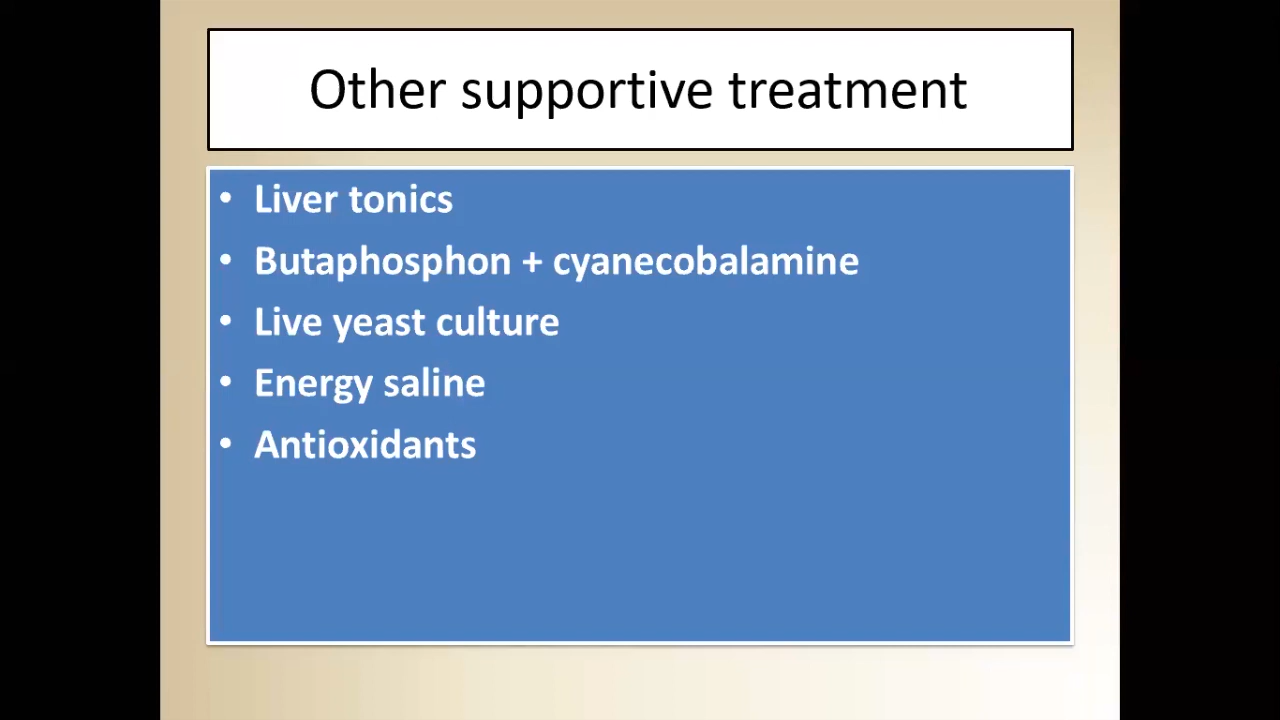 Other supportive treatment
• Liver tonics
• Butaphosphon + cyanecobalamine
• Live yeast culture
• Energy saline
• Antioxidants